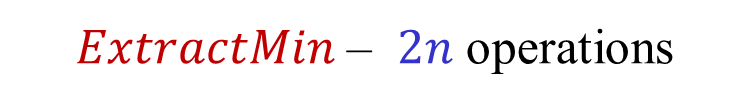 ExtractMin – 2n operations